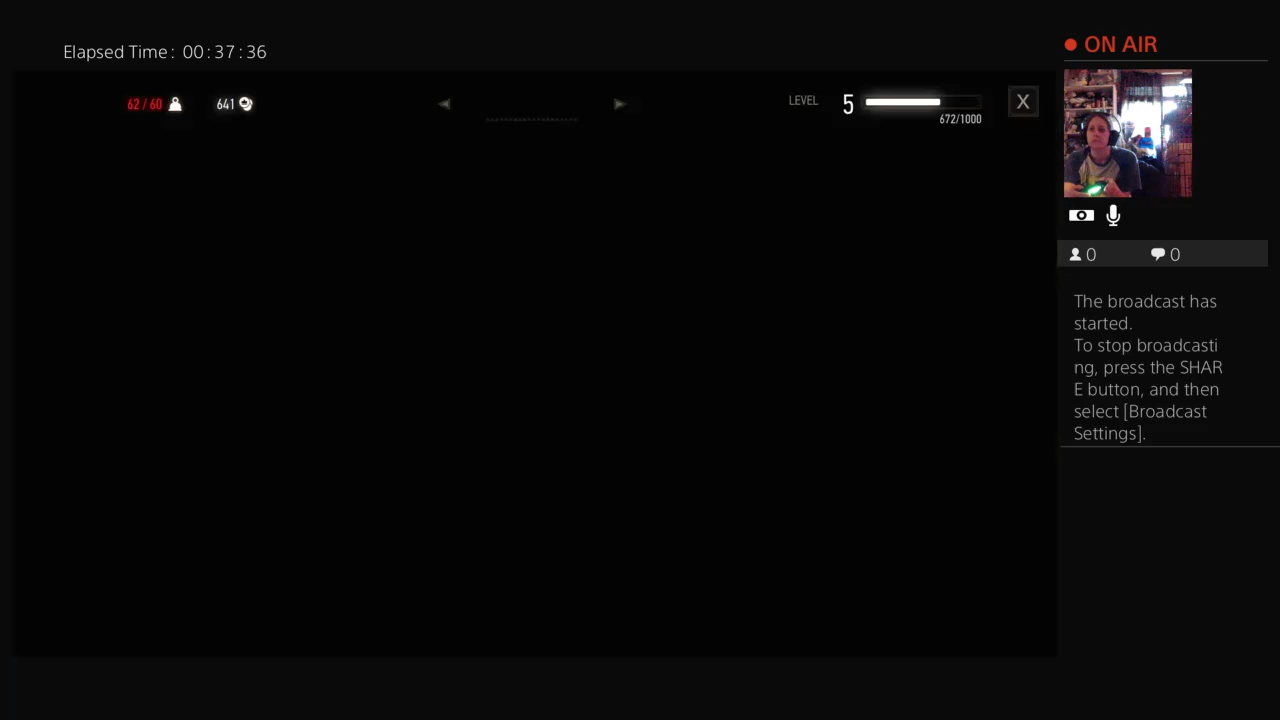 Elapsed Time: 00:37:36
ON AIR
62/60
641
LEVEL
5
672/1000
X
0
0
The broadcast has
started.
To stop broadcasti
ng, press the SHAR
E button, and then
select [Broadcast
Settings].